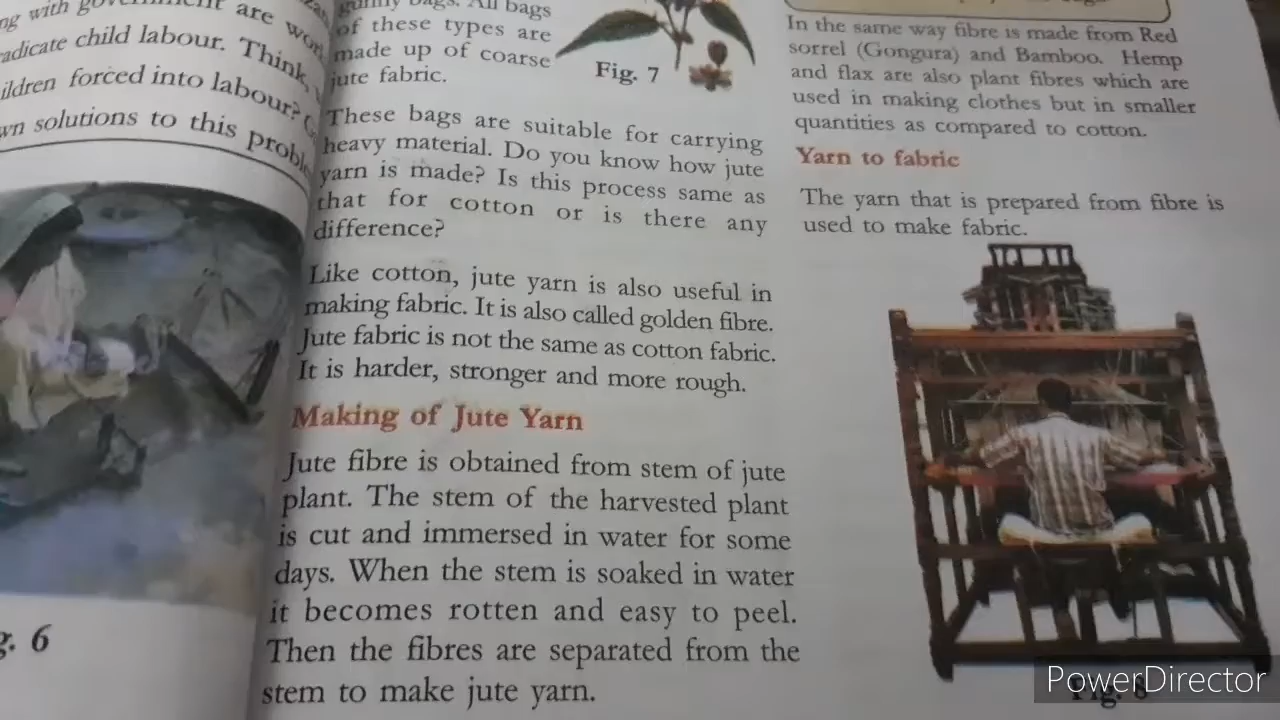 with government are
eradicate child labour. Think,
forced into labour?
solutions to this
g. 6
gunny bags. All bags
of these types are
made up of coarse
jute fabric.
Fig. 7
These bags are suitable for carrying
heavy material. Do you know how jute
yarn is made? Is this process same as
that for cotton or is there any
difference?
Like cotton, jute yarn is also useful in
making fabric. It is also called golden fibre.
Jute fabric is not the same as cotton fabric.
It is harder, stronger and more rough.
Making of Jute Yarn
Jute fibre is obtained from stem of jute
plant. The stem of the harvested plant
is cut and immersed in water for some
days. When the stem is soaked in water
it becomes rotten and easy to peel.
Then the fibres are separated from the
stem to make jute yarn.
In the same way fibre is made from Red
sorrel (Gongura) and Bamboo. Hemp
and flax are also plant fibres which are
used in making clothes but in smaller
quantities as compared to cotton.
Yarn to fabric
The yarn that is prepared from fibre is
used to make fabric.
Fig. 8
PowerDirector